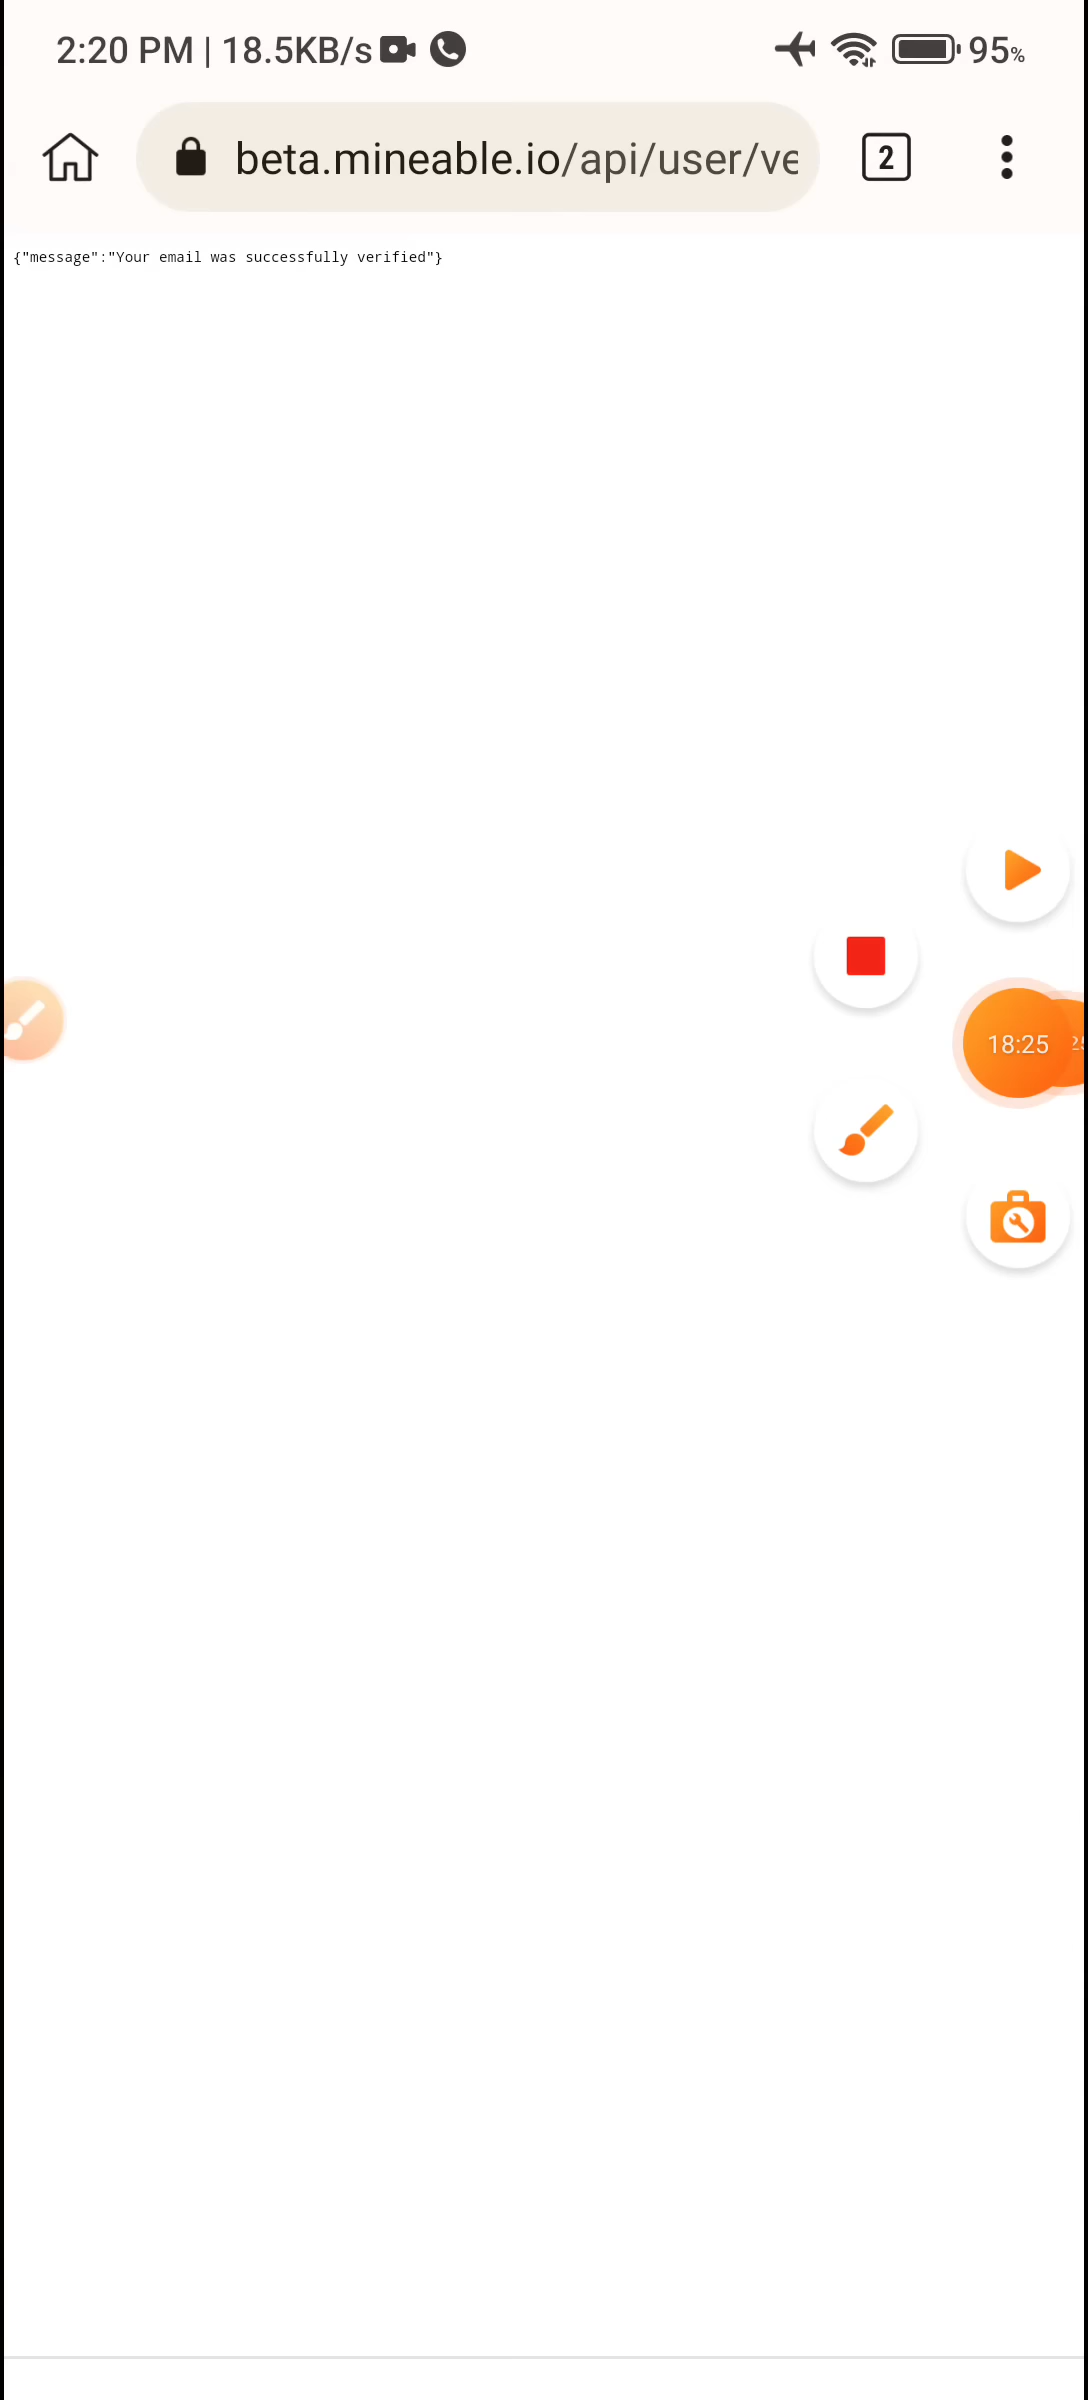 2:20 PM | 18.5KB/s 95%
beta.mineable.io/api/user/ve 2
{"message":"Your email was successfully verified"}
18:25